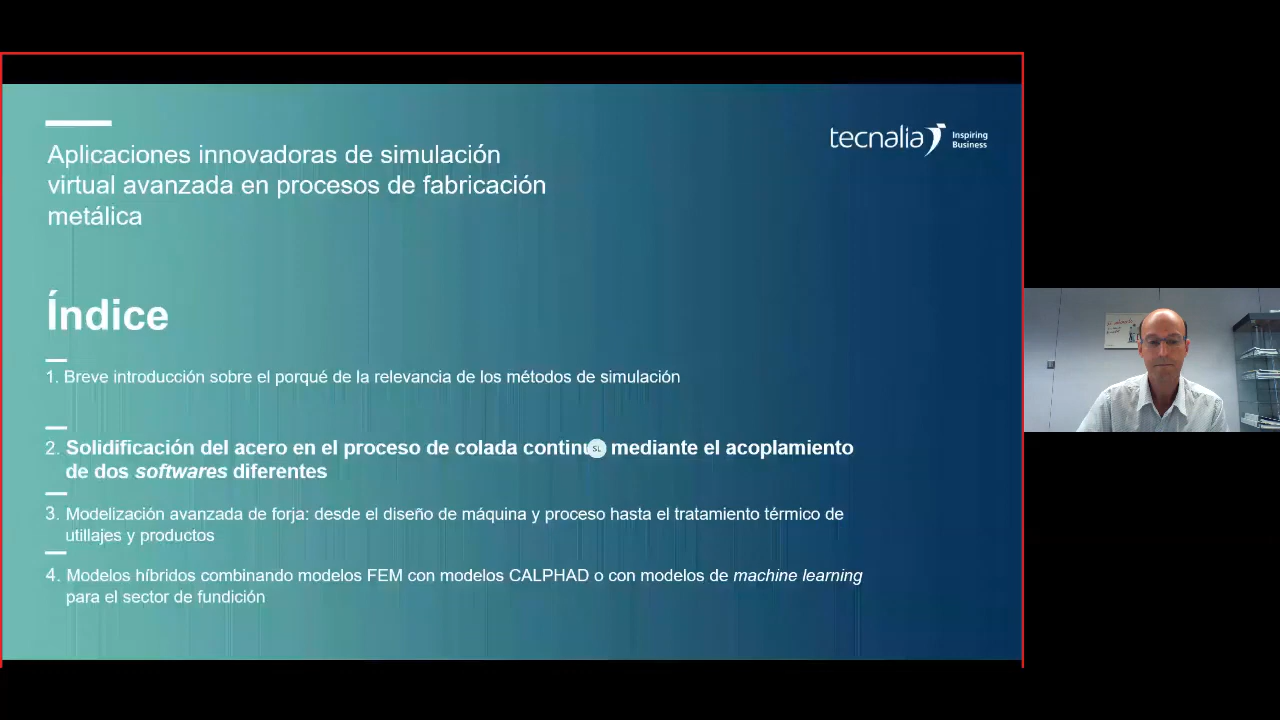 Aplicaciones innovadoras de simulación
virtual avanzada en procesos de fabricación
metálica
tecnalia Inspiring
Business
Índice
1. Breve introducción sobre el porqué de la relevancia de los métodos de simulación
2. Solidificación del acero en el proceso de colada continu SL mediante el acoplamiento
de dos softwares diferentes
3. Modelización avanzada de forja: desde el diseño de máquina y proceso hasta el tratamiento térmico de
utillajes y productos
4. Modelos híbridos combinando modelos FEM con modelos CALPHAD o con modelos de machine learning
para el sector de fundición